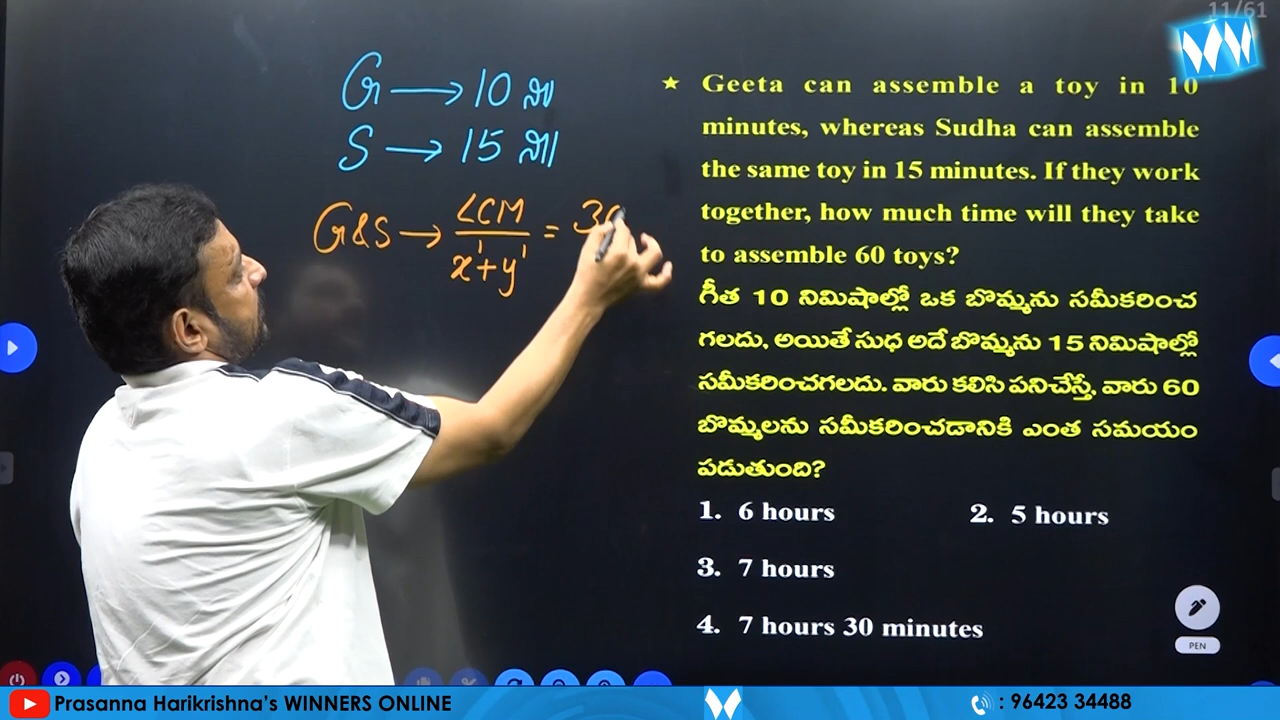 11/61
G → 10 ని॥
S → 15 ని॥
G&S → LCM / x¹+y¹ = 30
★ Geeta can assemble a toy in 10
minutes, whereas Sudha can assemble
the same toy in 15 minutes. If they work
together, how much time will they take
to assemble 60 toys?
గీత 10 నిమిషాల్లో ఒక బొమ్మను సమీకరించ
గలదు, అయితే సుధ అదే బొమ్మను 15 నిమిషాల్లో
సమీకరించగలదు. వారు కలిసి పనిచేస్తే, వారు 60
బొమ్మలను సమీకరించడానికి ఎంత సమయం
పడుతుంది?
1. 6 hours 2. 5 hours
3. 7 hours
4. 7 hours 30 minutes
PEN
Prasanna Harikrishna's WINNERS ONLINE : 96423 34488